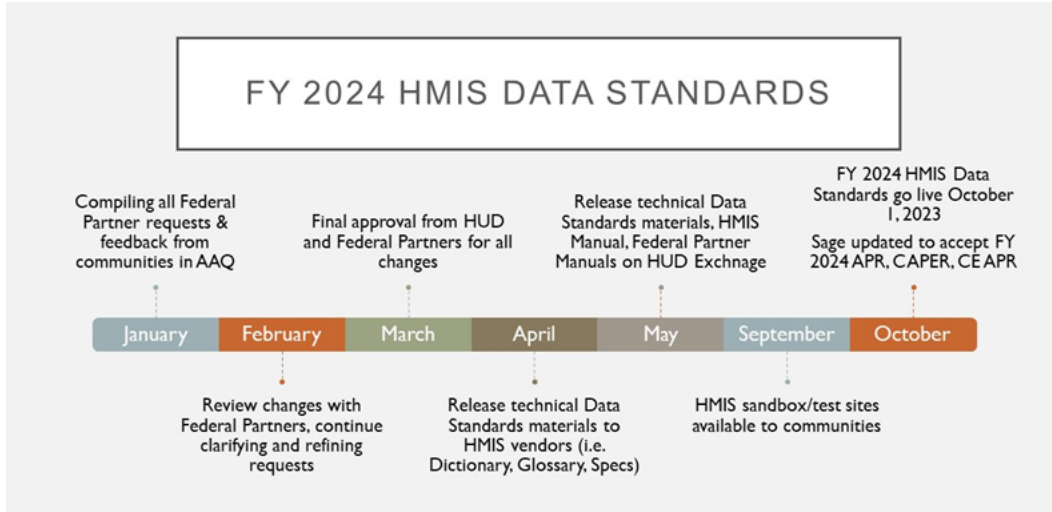 FY 2024 HMIS DATA STANDARDS
Compiling all Federal
Partner requests &
feedback from
communities in AAQ
Final approval from HUD
and Federal Partners for all
changes
Release technical Data
Standards materials, HMIS
Manual, Federal Partner
Manuals on HUD Exchnage
FY 2024 HMIS Data
Standards go live October
1, 2023
Sage updated to accept FY
2024 APR, CAPER, CE APR
January
February
March
April
May
September
October
Review changes with
Federal Partners, continue
clarifying and refining
requests
Release technical Data
Standards materials to
HMIS vendors (i.e.
Dictionary, Glossary, Specs)
HMIS sandbox/test sites
available to communities